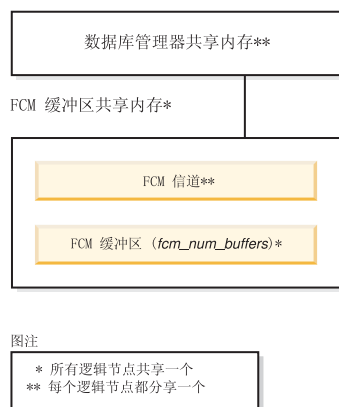 数据库管理器共享内存**
FCM 缓冲区共享内存*
FCM 信道**
FCM 缓冲区 (fcm_num_buffers)*
图注
* 所有逻辑节点共享一个
** 每个逻辑节点都分享一个